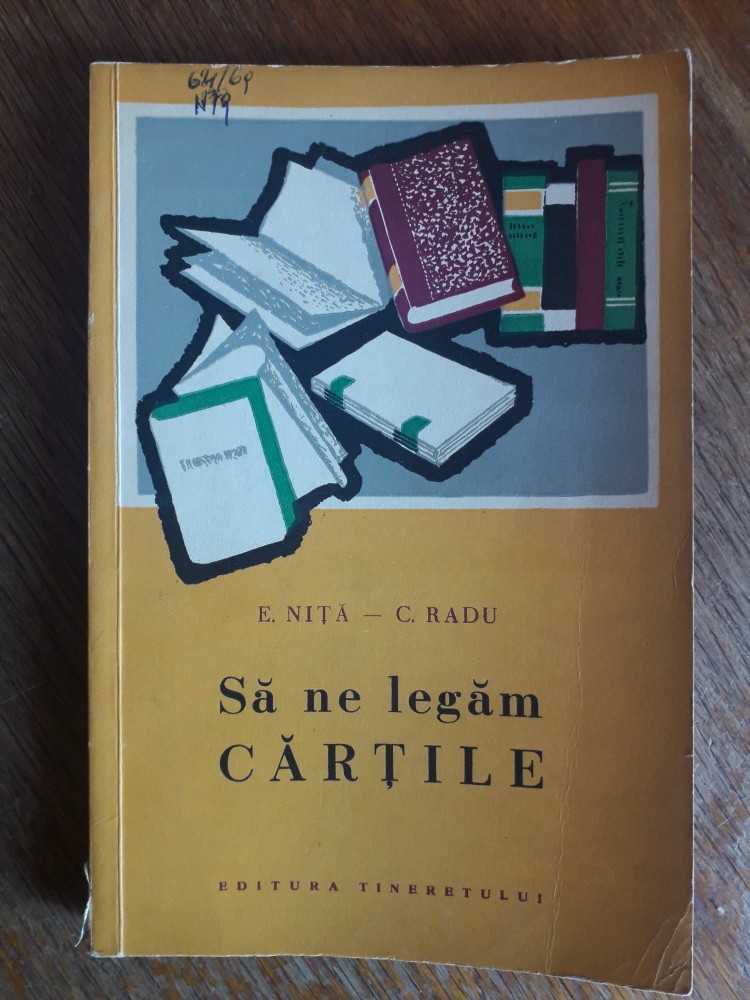 E. NIȚĂ — C. RADU
Să ne legăm
CĂRȚILE
EDITURA TINERETULUI